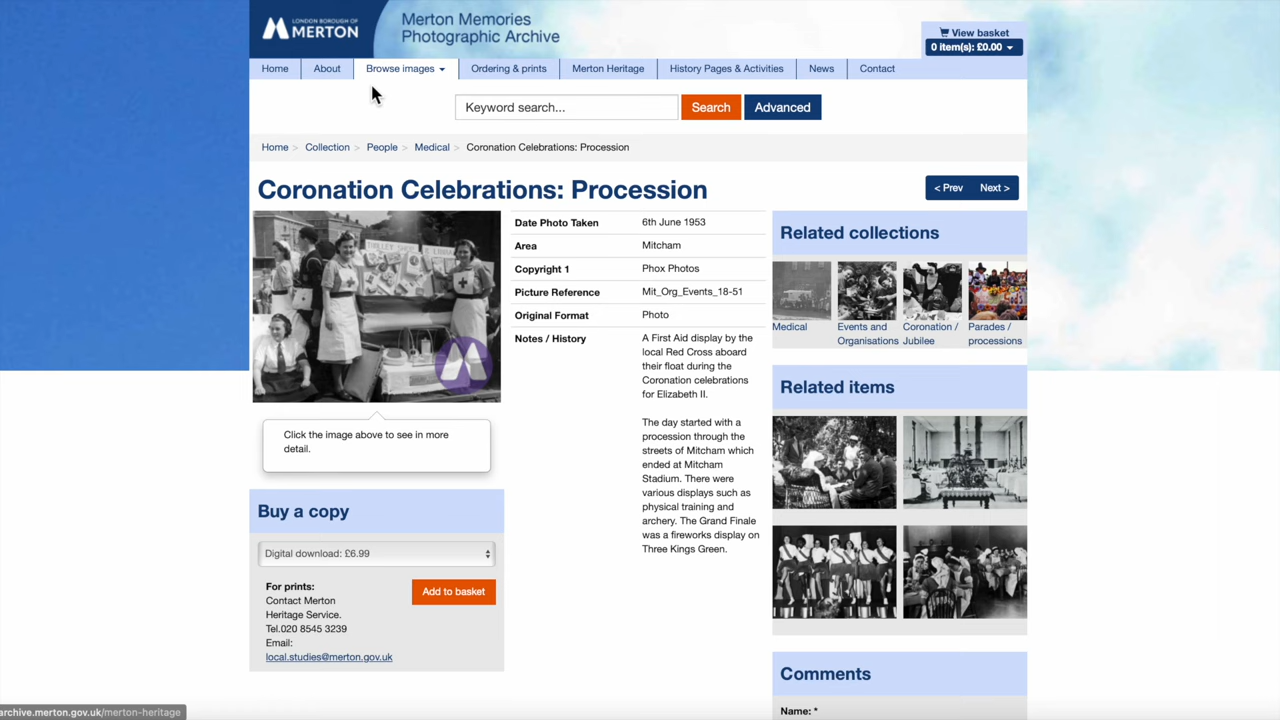 LONDON BOROUGH OF
MERTON
Merton Memories
Photographic Archive
View basket
0 item(s): £0.00
Home
About
Browse images
Ordering & prints
Merton Heritage
History Pages & Activities
News
Contact
Keyword search...
Search
Advanced
Home > Collection > People > Medical > Coronation Celebrations: Procession
Coronation Celebrations: Procession
< Prev
Next >
Date Photo Taken 6th June 1953
Area Mitcham
Copyright 1 Phox Photos
Picture Reference Mit_Org_Events_18-51
Original Format Photo
Notes / History A First Aid display by the
local Red Cross aboard
their float during the
Coronation celebrations
for Elizabeth II.
The day started with a
procession through the
streets of Mitcham which
ended at Mitcham
Stadium. There were
various displays such as
physical training and
archery. The Grand Finale
was a fireworks display on
Three Kings Green.
Click the image above to see in more
detail.
Buy a copy
Digital download: £6.99
For prints:
Contact Merton
Heritage Service.
Tel.020 8545 3239
Email:
local.studies@merton.gov.uk
Add to basket
Related collections
Medical
Events and
Organisations
Coronation /
Jubilee
Parades /
processions
Related items
Comments
Name: *
archive.merton.gov.uk/merton-heritage